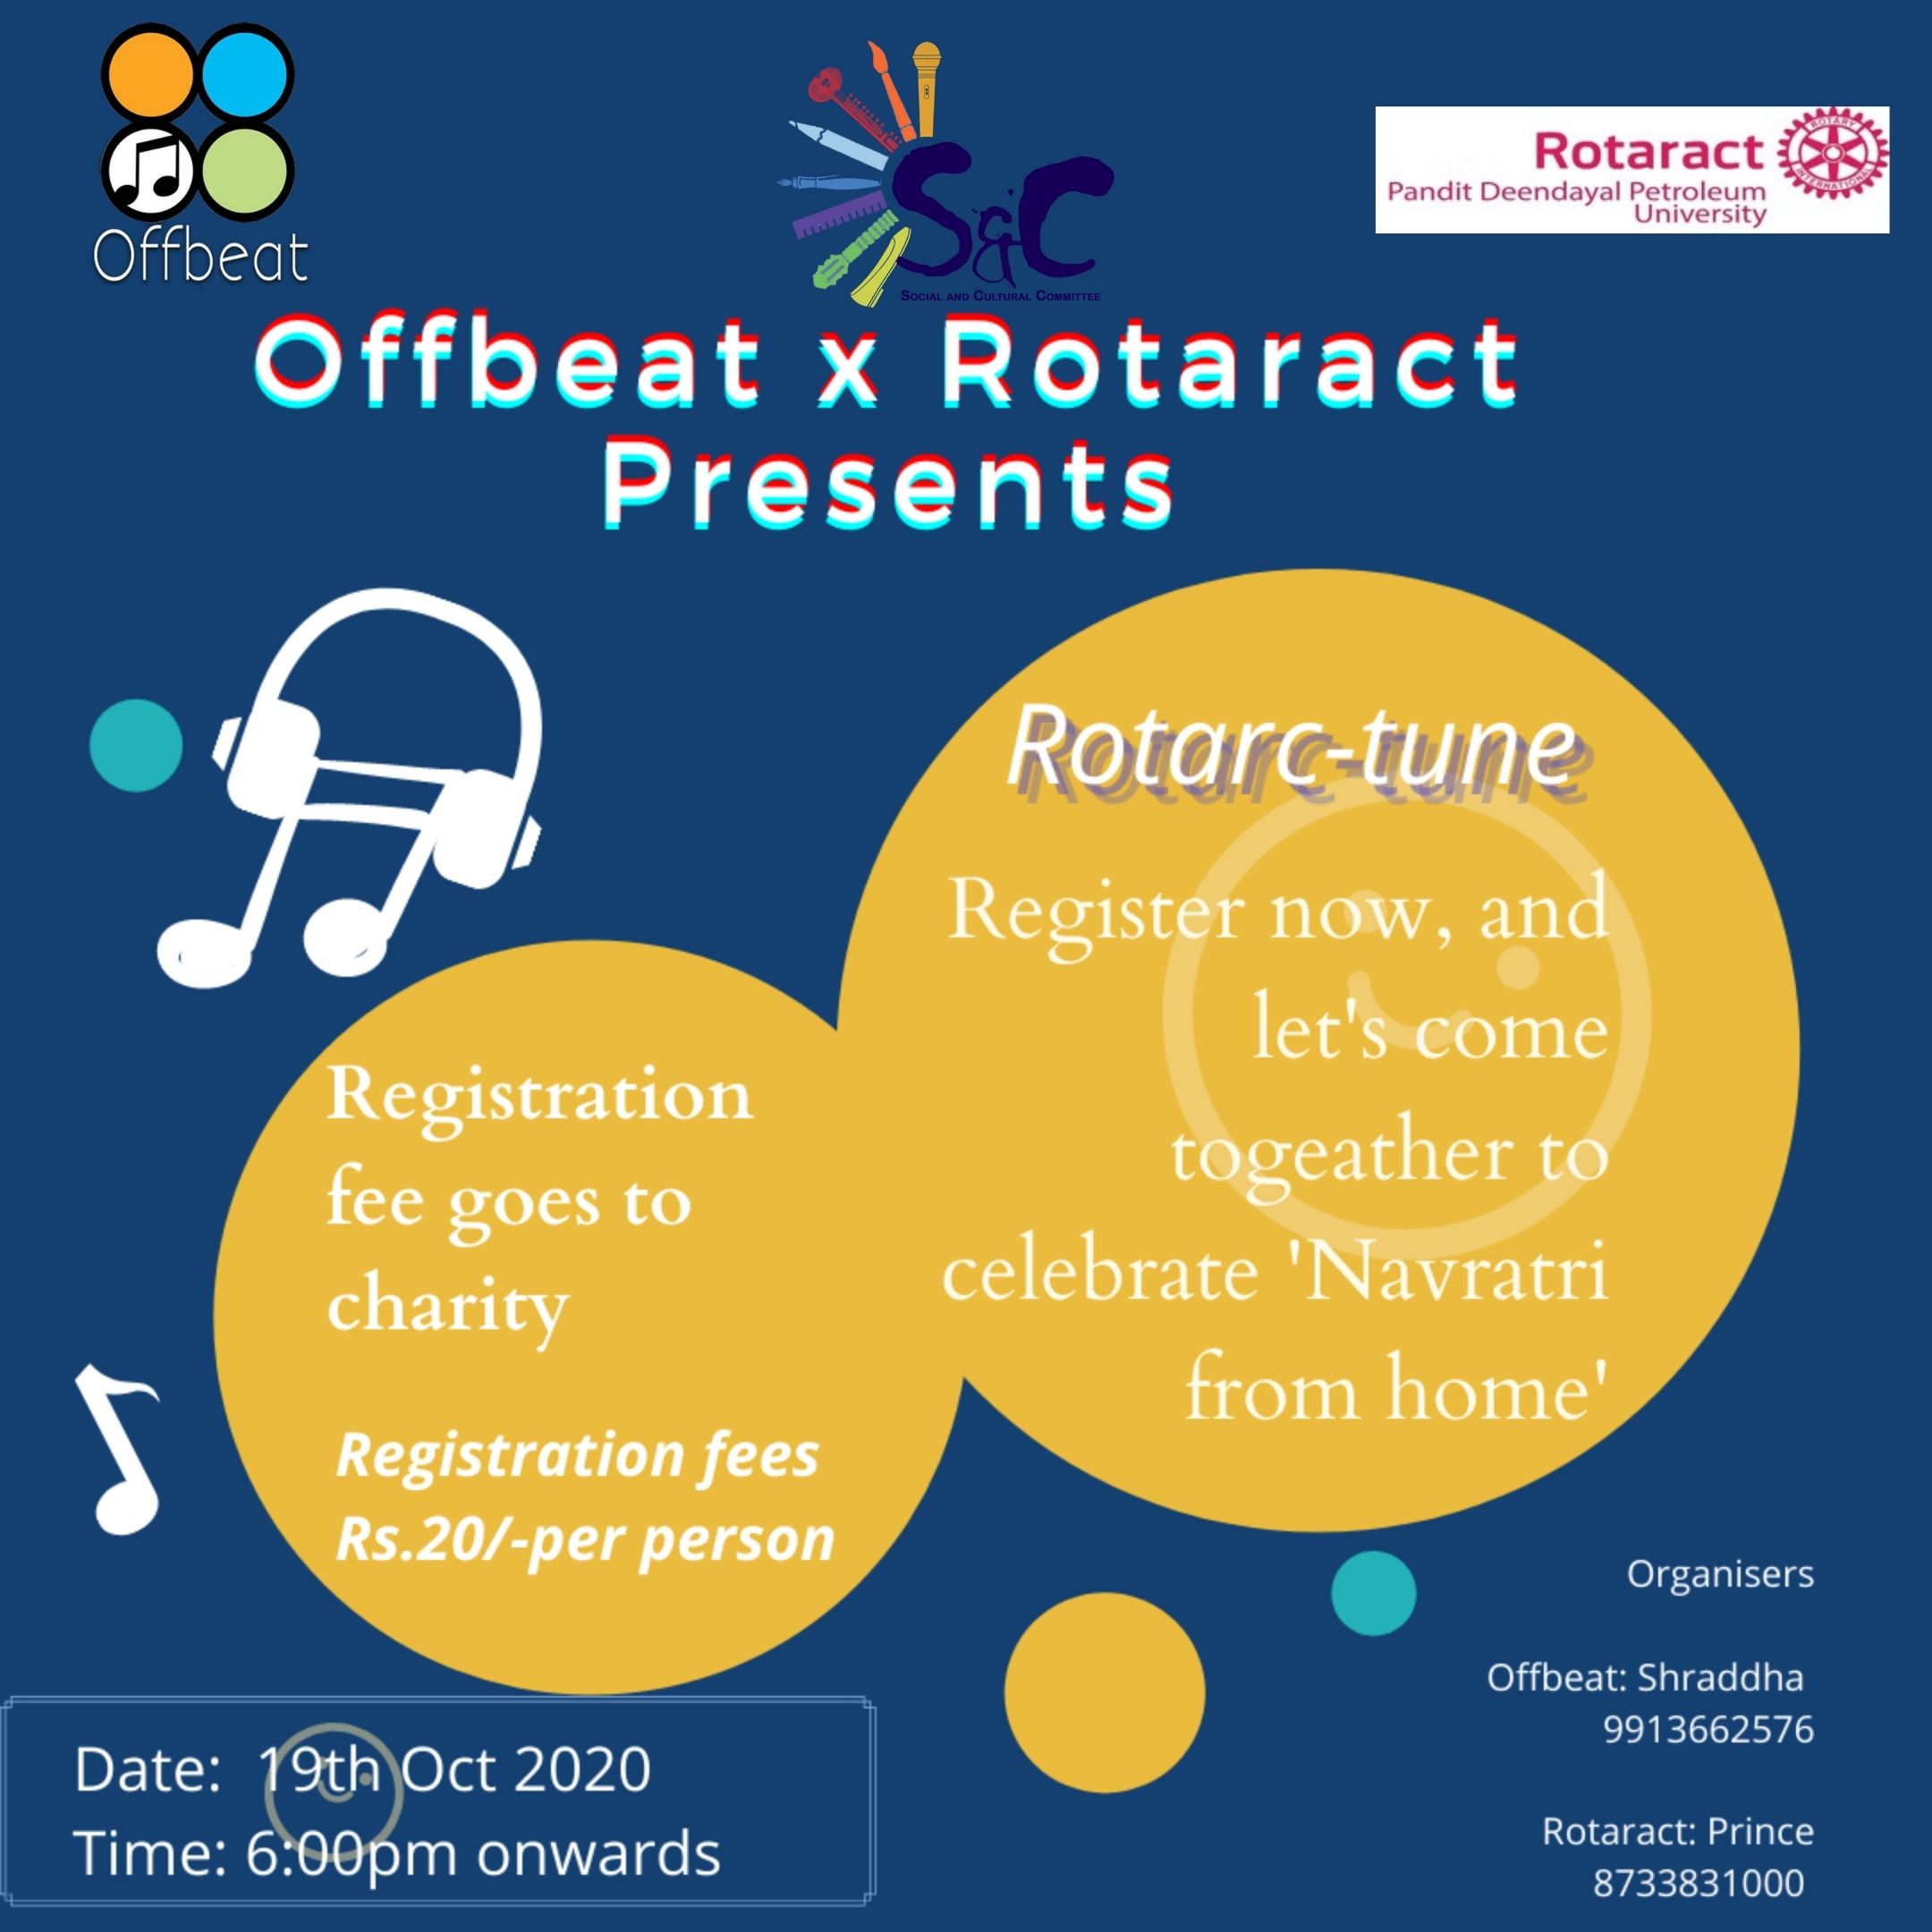 Offbeat
S&C
SOCIAL AND CULTURAL COMMITTEE
Rotaract
Pandit Deendayal Petroleum
University
ROTARY
INTERNATIONAL
Offbeat x Rotaract
Presents
Rotarc-tune
Register now, and
let's come
togeather to
celebrate 'Navratri
from home'
Registration
fee goes to
charity
Registration fees
Rs.20/-per person
Date: 19th Oct 2020
Time: 6:00pm onwards
Organisers
Offbeat: Shraddha
9913662576
Rotaract: Prince
8733831000